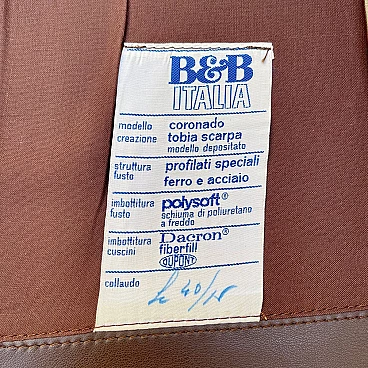 B&B
ITALIA
modello coronado
creazione tobia scarpa
modello depositato
struttura profilati speciali
fusto ferro e acciaio
imbottitura polysoft®
fusto schiuma di poliuretano
a freddo
imbottitura Dacron®
cuscini fiberfill
DUPONT
collaudo